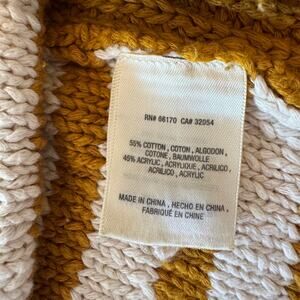 RN# 66170 CA# 32054
55% COTTON , COTON , ALGODON ,
COTONE , BAUMWOLLE
45% ACRYLIC , ACRYLIQUE , ACRILICO ,
ACRILICO , ACRYLIC
MADE IN CHINA , HECHO EN CHINA ,
FABRIQUÉ EN CHINE